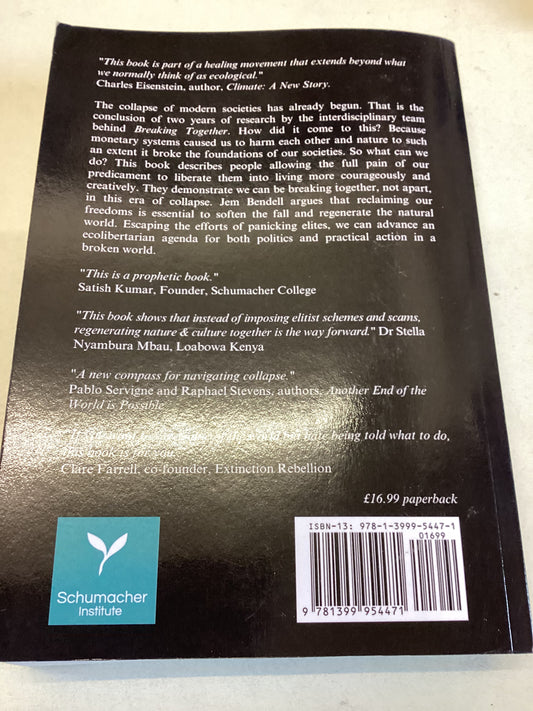 "This book is part of a healing movement that extends beyond what
we normally think of as ecological."
Charles Eisenstein, author, Climate: A New Story.
The collapse of modern societies has already begun. That is the
conclusion of two years of research by the interdisciplinary team
behind Breaking Together. How did it come to this? Because
monetary systems caused us to harm each other and nature to such
an extent it broke the foundations of our societies. So what can we
do? This book describes people allowing the full pain of our
predicament to liberate them into living more courageously and
creatively. They demonstrate we can be breaking together, not apart,
in this era of collapse. Jem Bendell argues that reclaiming our
freedoms is essential to soften the fall and regenerate the natural
world. Escaping the efforts of panicking elites, we can advance an
ecolibertarian agenda for both politics and practical action in a
broken world.
"This is a prophetic book."
Satish Kumar, Founder, Schumacher College
"This book shows that instead of imposing elitist schemes and scams,
regenerating nature & culture together is the way forward." Dr Stella
Nyambura Mbau, Loabowa Kenya
"A new compass for navigating collapse."
Pablo Servigne and Raphael Stevens, authors, Another End of the
World is Possible
hate being told what to do,
this book is for you."
Clare Farrell, co-founder, Extinction Rebellion
£16.99 paperback
ISBN-13: 978-1-3999-5447-1
01699
9 781399 954471
Schumacher
Institute